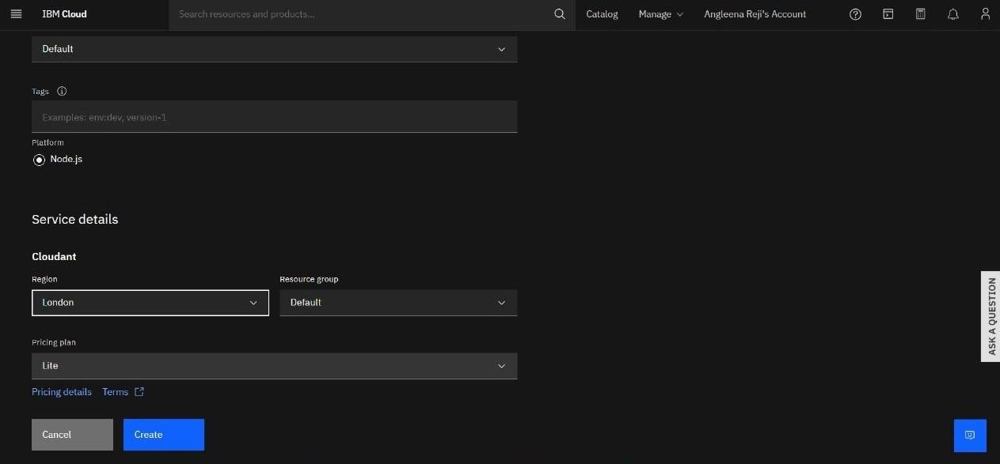 IBM Cloud
Search resources and products...
Catalog
Manage
Angleena Reji's Account
Default
Tags
Examples: env:dev, version-1
Platform
Node.js
Service details
Cloudant
Region
Resource group
London
Default
Pricing plan
Lite
Pricing details
Terms
Cancel
Create
ASK A QUESTION